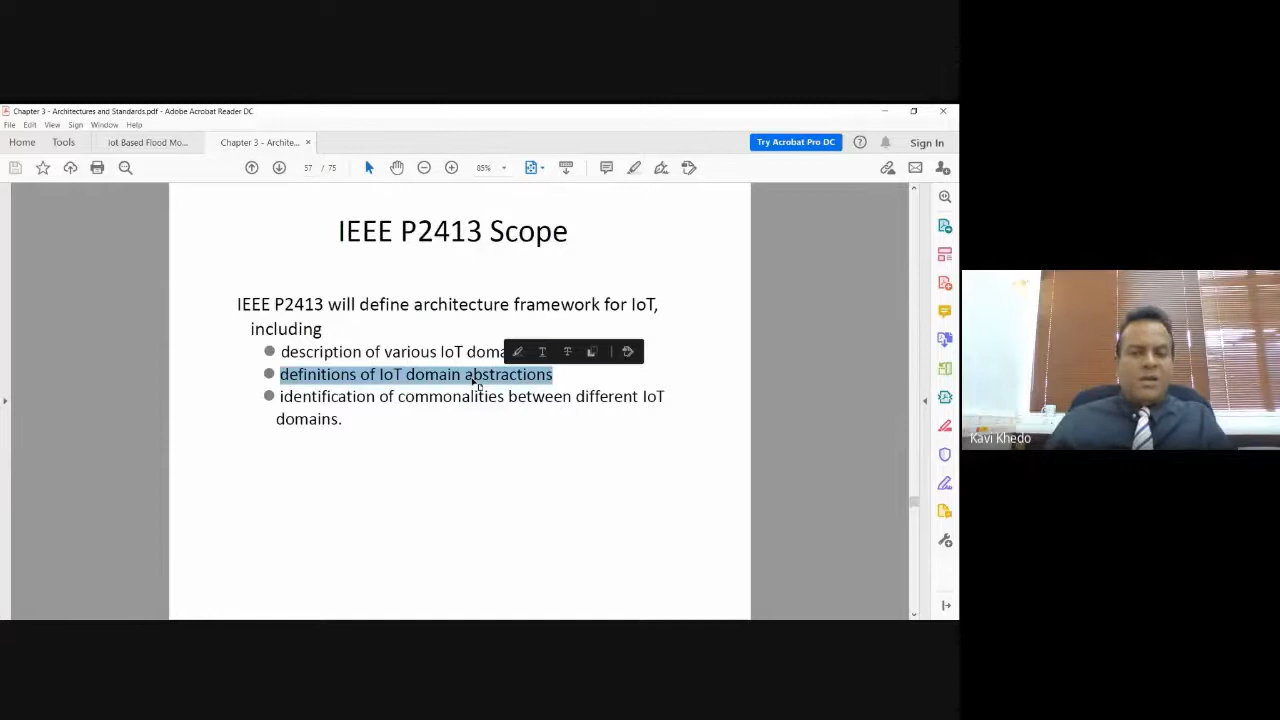 Chapter 3 - Architectures and Standards.pdf - Adobe Acrobat Reader DC
File Edit View Sign Window Help
Home Tools Iot Based Flood Mo... Chapter 3 - Archite... × Try Acrobat Pro DC Sign In
57 / 75 85%
IEEE P2413 Scope
IEEE P2413 will define architecture framework for IoT,
including
description of various IoT doma
definitions of IoT domain abstractions
identification of commonalities between different IoT
domains.
Kavi Khedo